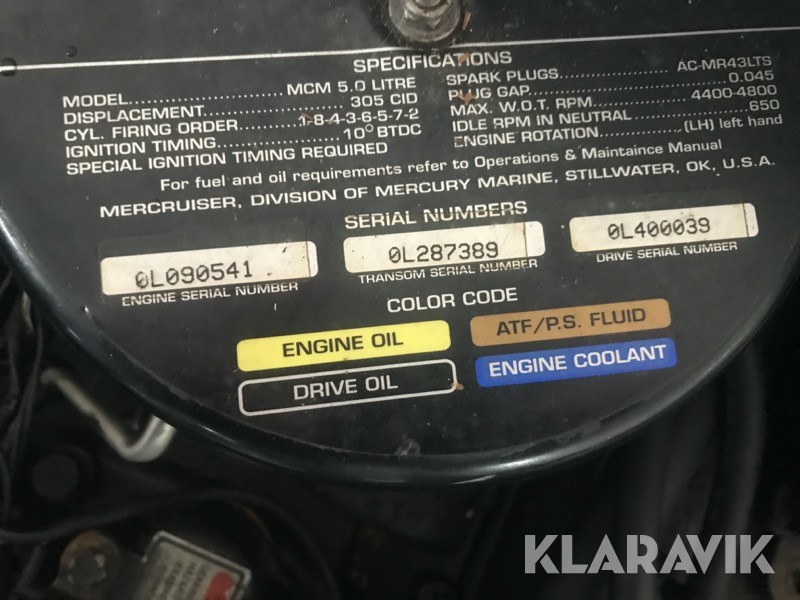 SPECIFICATIONS
MODEL..................... MCM 5.0 LITRE
DISPLACEMENT................ 305 CID
CYL. FIRING ORDER..........1-8-4-3-6-5-7-2
IGNITION TIMING................. 10° BTDC
SPECIAL IGNITION TIMING REQUIRED
SPARK PLUGS................ AC-MR43LTS
PLUG GAP......................... 0.045
MAX. W.O.T. RPM............. 4400-4800
IDLE RPM IN NEUTRAL................. 650
ENGINE ROTATION............(LH) left hand
For fuel and oil requirements refer to Operations & Maintaince Manual
MERCRUISER, DIVISION OF MERCURY MARINE, STILLWATER, OK, U.S.A.
SERIAL NUMBERS
0L090541
ENGINE SERIAL NUMBER
0L287389
TRANSOM SERIAL NUMBER
0L400039
DRIVE SERIAL NUMBER
COLOR CODE
ENGINE OIL
ATF/P.S. FLUID
DRIVE OIL
ENGINE COOLANT
KLARAVIK